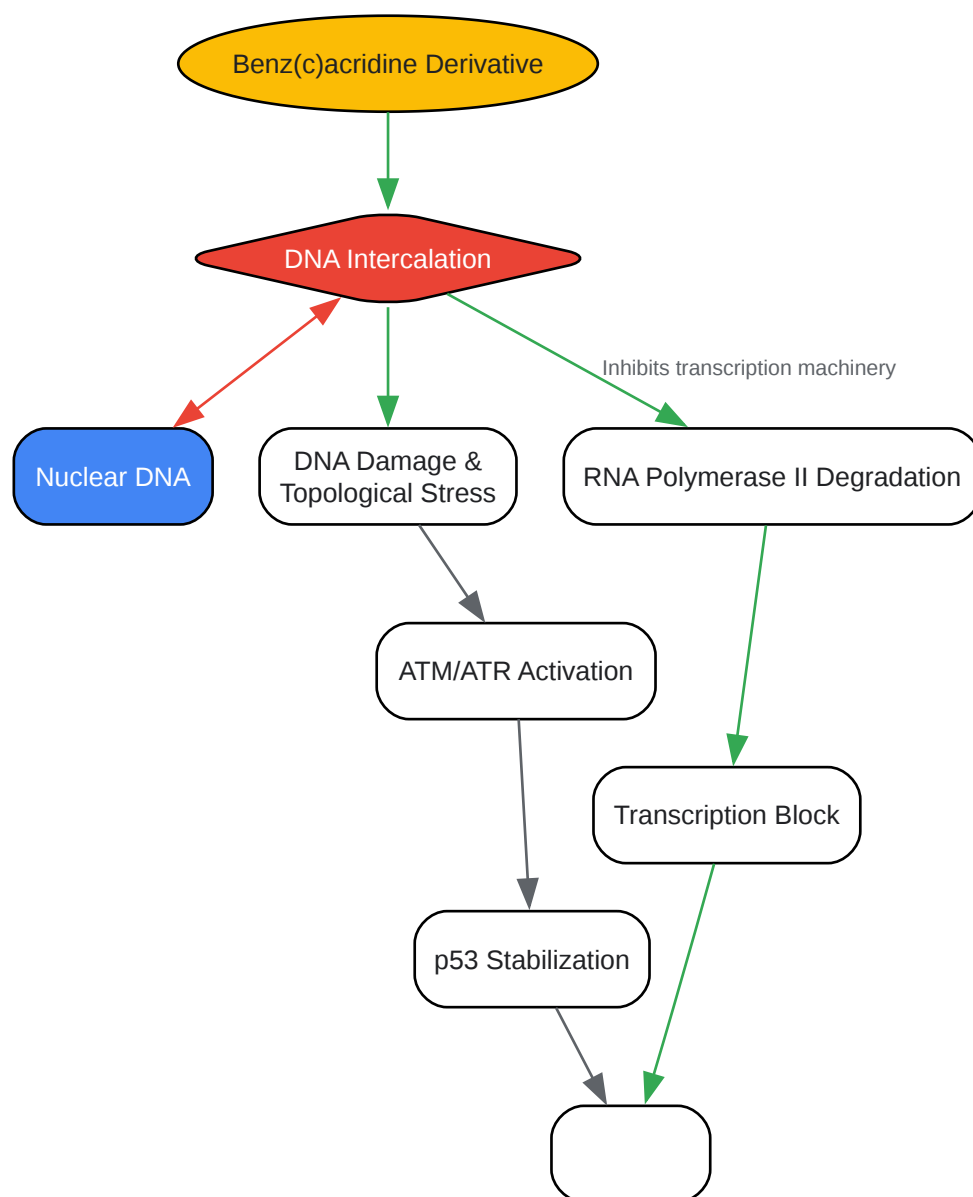 Benz(c)acridine Derivative
DNA Intercalation
Inhibits transcription machinery
Nuclear DNA
DNA Damage &
Topological Stress
RNA Polymerase II Degradation
ATM/ATR Activation
Transcription Block
p53 Stabilization